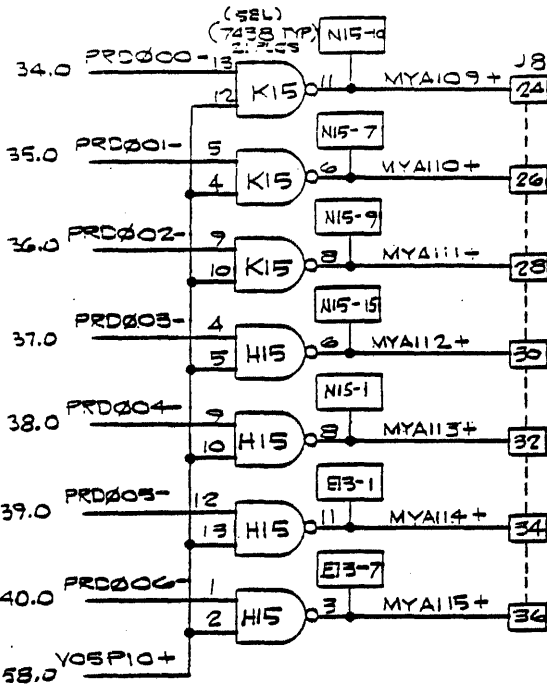 (58L)
(7438 TYP)
21 PLCS
N15-10
J8
34.0 PRDØ00- 13 12 K15 11 MYA109+ 24
N15-7
35.0 PRDØ01- 5 4 K15 6 MYA110+ 26
N15-9
36.0 PRDØ02- 9 10 K15 8 MYA111+ 28
N15-15
37.0 PRDØ03- 4 5 H15 6 MYA112+ 30
N15-1
38.0 PRDØ04- 9 10 H15 8 MYA113+ 32
E13-1
39.0 PRDØ05- 12 13 H15 11 MYA114+ 34
E13-7
40.0 PRDØ06- 1 2 H15 3 MYA115+ 36
58.0 V05P10+